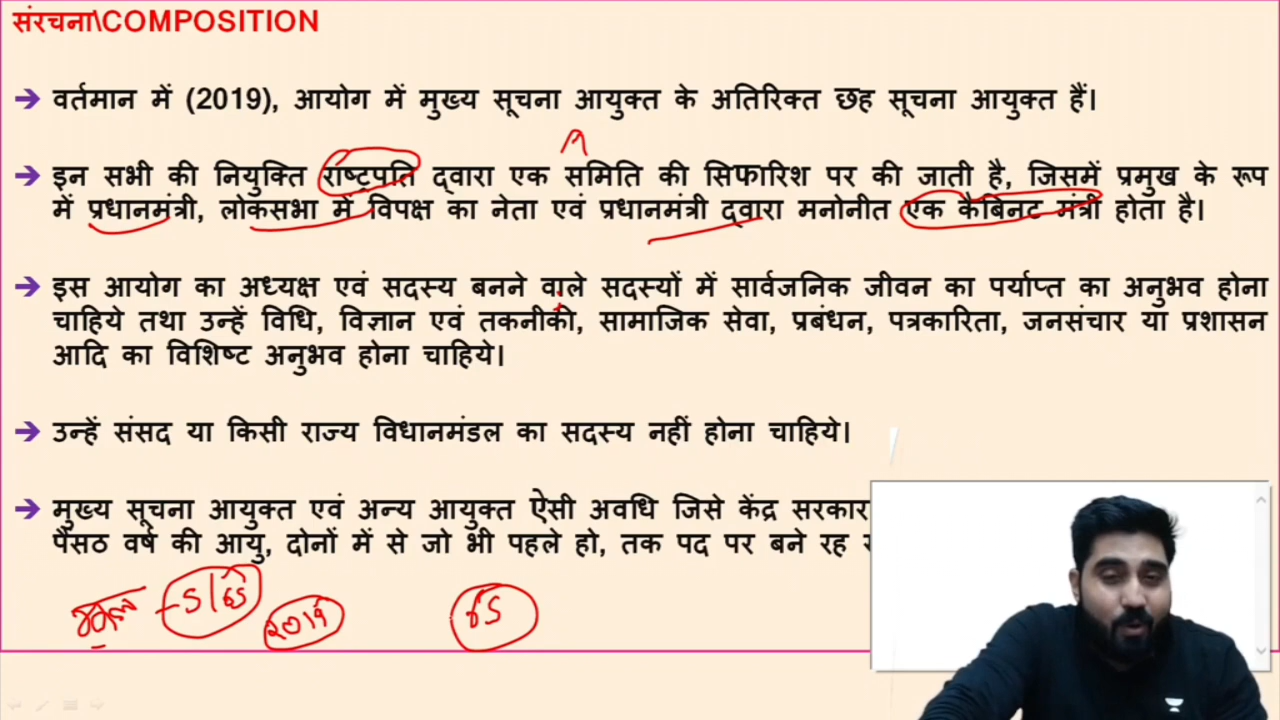 संरचना\COMPOSITION
वर्तमान में (2019), आयोग में मुख्य सूचना आयुक्त के अतिरिक्त छह सूचना आयुक्त हैं।
इन सभी की नियुक्ति राष्ट्रपति द्वारा एक समिति की सिफारिश पर की जाती है, जिसमें प्रमुख के रूप
में प्रधानमंत्री, लोकसभा में विपक्ष का नेता एवं प्रधानमंत्री द्वारा मनोनीत एक कैबिनट मंत्री होता है।
इस आयोग का अध्यक्ष एवं सदस्य बनने वाले सदस्यों में सार्वजनिक जीवन का पर्याप्त का अनुभव होना
चाहिये तथा उन्हें विधि, विज्ञान एवं तकनीकी, सामाजिक सेवा, प्रबंधन, पत्रकारिता, जनसंचार या प्रशासन
आदि का विशिष्ट अनुभव होना चाहिये।
उन्हें संसद या किसी राज्य विधानमंडल का सदस्य नहीं होना चाहिये।
मुख्य सूचना आयुक्त एवं अन्य आयुक्त ऐसी अवधि जिसे केंद्र सरकार
पैंसठ वर्ष की आयु, दोनों में से जो भी पहले हो, तक पद पर बने रह
5/65 2019 65